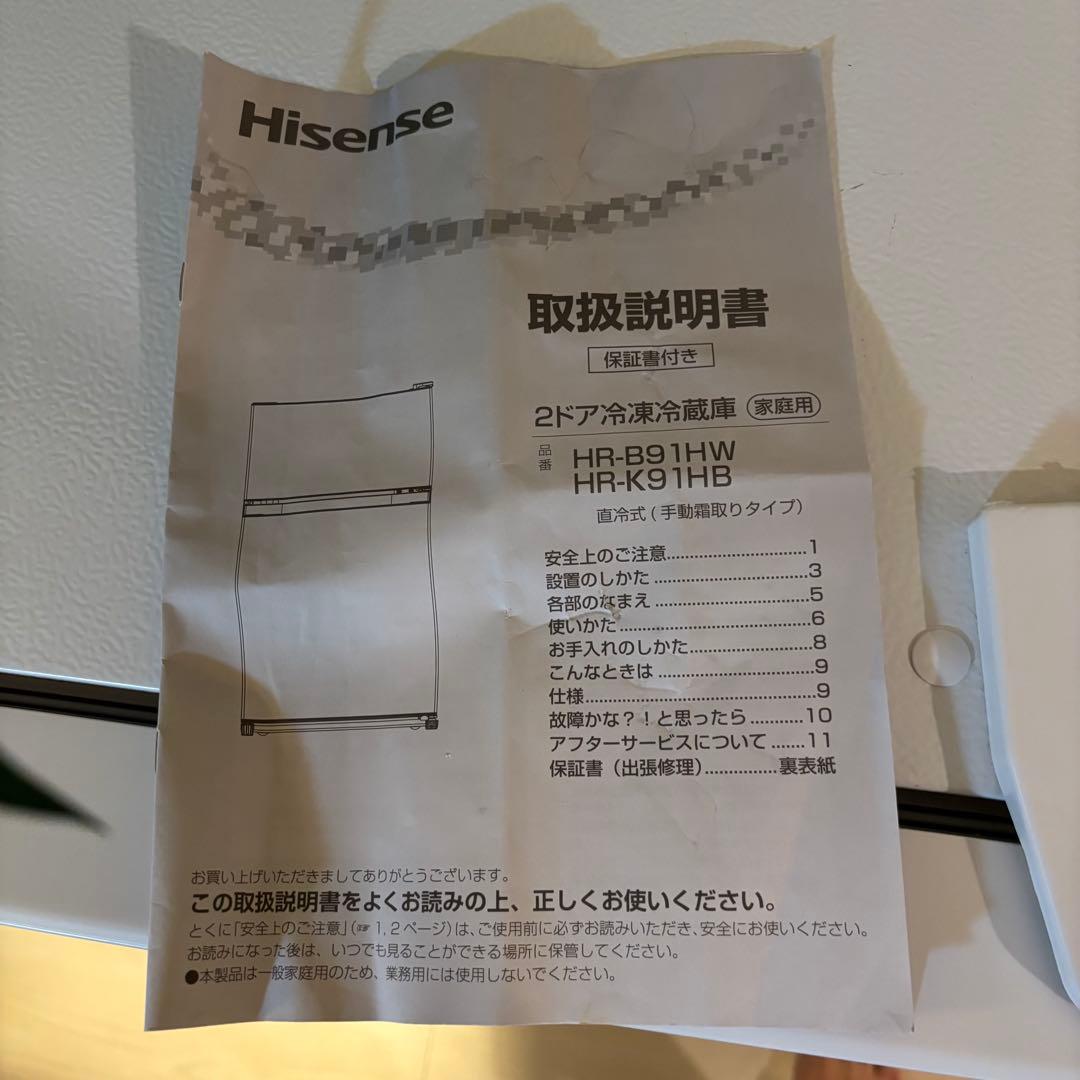 Hisense
取扱説明書
保証書付き
2ドア冷凍冷蔵庫 家庭用
品番 HR-B91HW
HR-K91HB
直冷式(手動霜取りタイプ)
安全上のご注意..............................1
設置のしかた.................................3
各部のなまえ.................................5
使いかた.........................................6
お手入れのしかた..........................8
こんなときは..................................9
仕様..................................................9
故障かな?!と思ったら...........10
アフターサービスについて.......11
保証書(出張修理)...............裏表紙
お買い上げいただきましてありがとうございます。
この取扱説明書をよくお読みの上、正しくお使いください。
とくに「安全上のご注意」(☞1,2ページ)は、ご使用前に必ずお読みいただき、安全にお使いください。
お読みになった後は、いつでも見ることができる場所に保管してください。
●本製品は一般家庭用のため、業務用には使用しないでください。